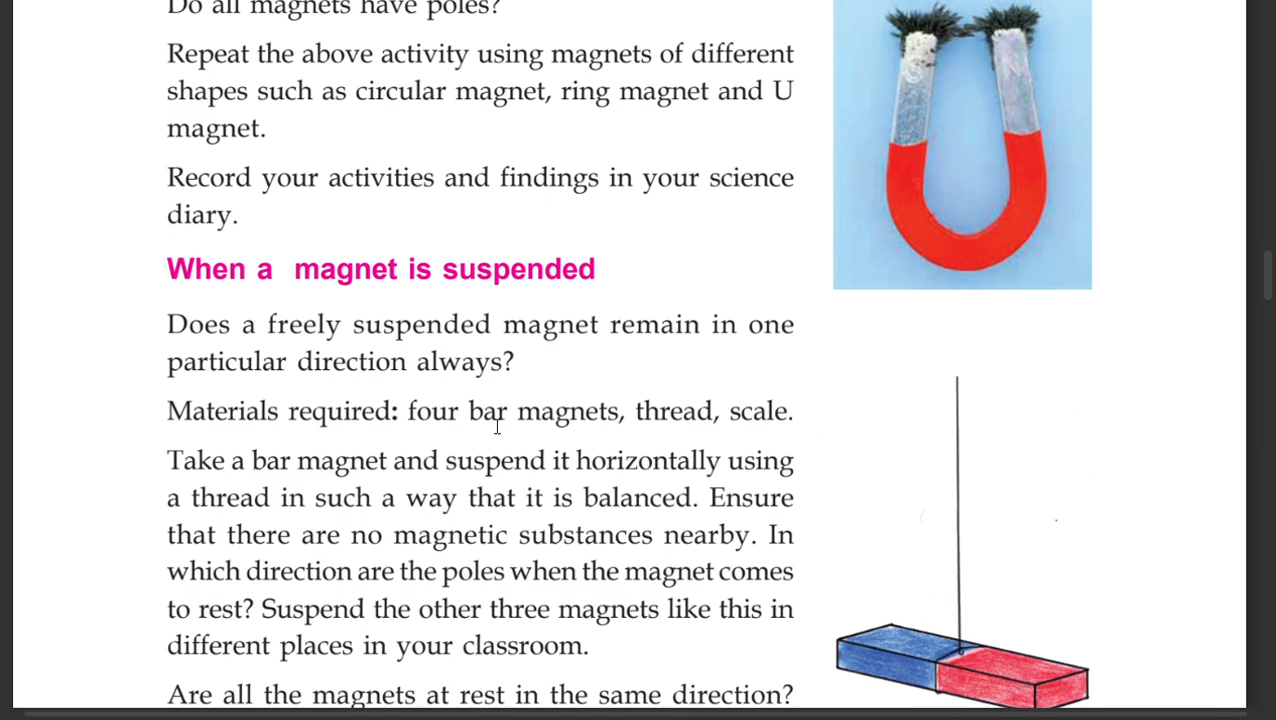 Do all magnets have poles?
Repeat the above activity using magnets of different
shapes such as circular magnet, ring magnet and U
magnet.
Record your activities and findings in your science
diary.
When a magnet is suspended
Does a freely suspended magnet remain in one
particular direction always?
Materials required: four bar magnets, thread, scale.
Take a bar magnet and suspend it horizontally using
a thread in such a way that it is balanced. Ensure
that there are no magnetic substances nearby. In
which direction are the poles when the magnet comes
to rest? Suspend the other three magnets like this in
different places in your classroom.
Are all the magnets at rest in the same direction?
S
N